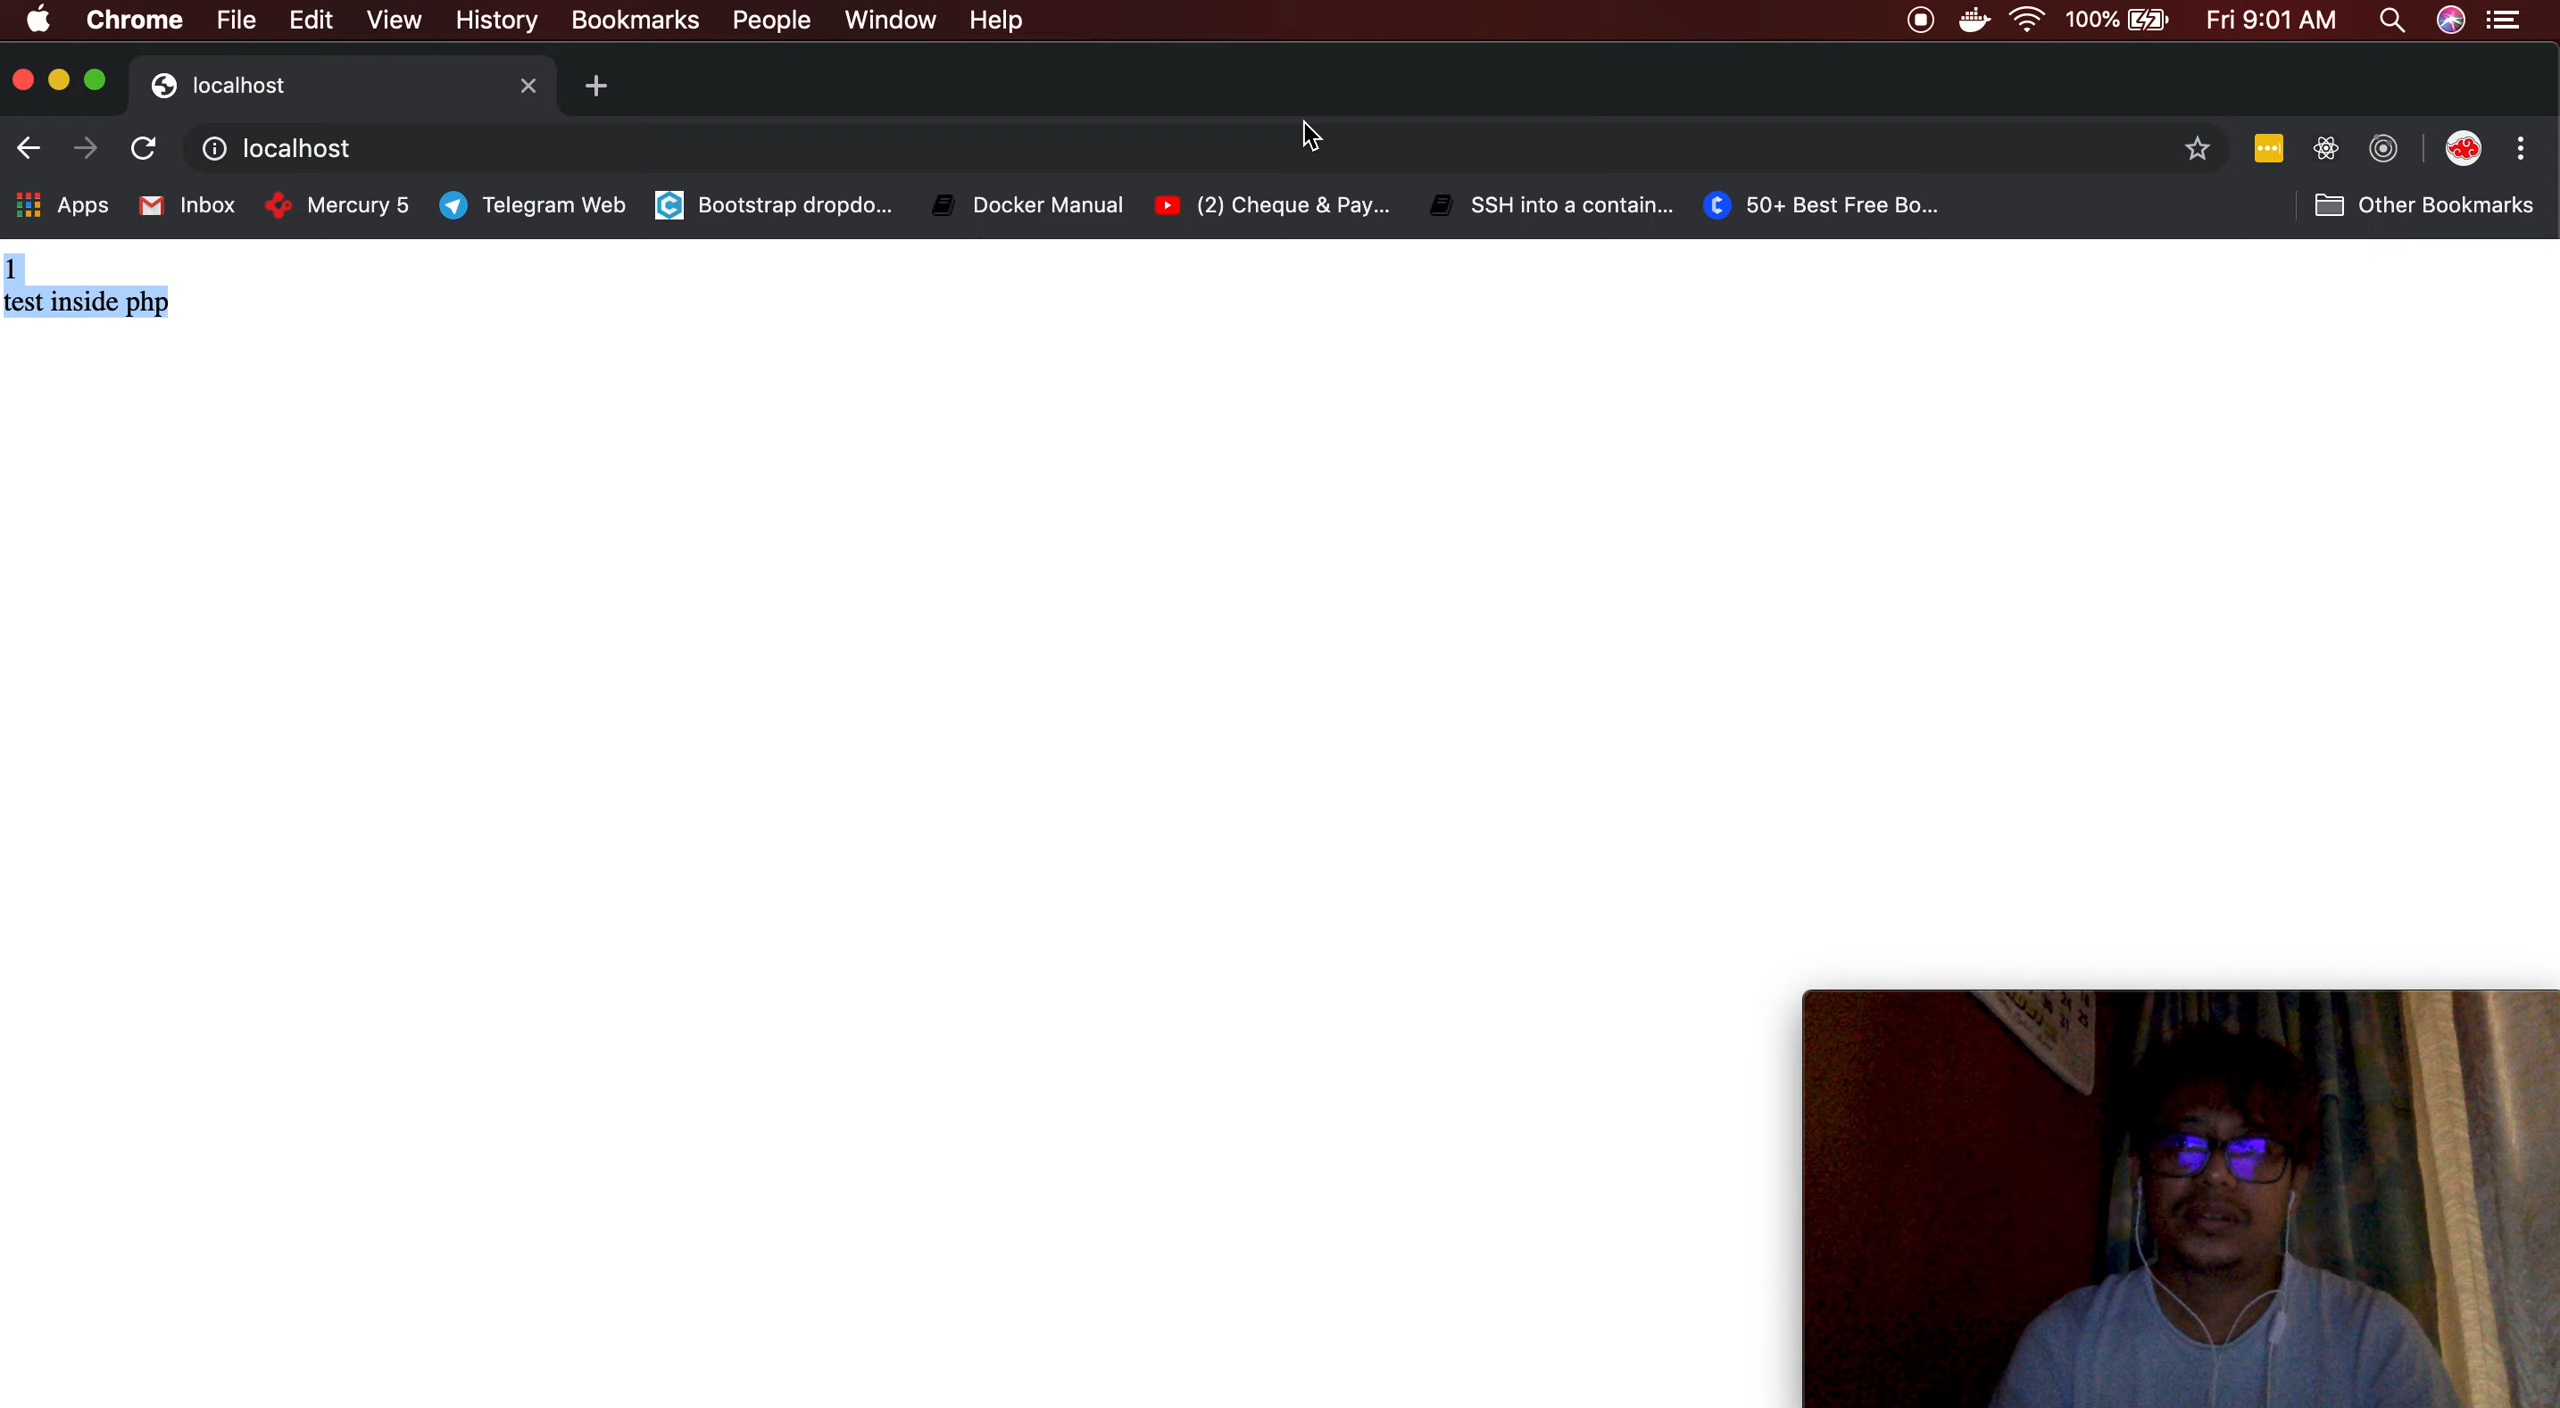 Chrome File Edit View History Bookmarks People Window Help 100% Fri 9:01 AM
localhost
localhost
Apps Inbox Mercury 5 Telegram Web Bootstrap dropdo... Docker Manual (2) Cheque & Pay... SSH into a contain... 50+ Best Free Bo... Other Bookmarks
1
test inside php